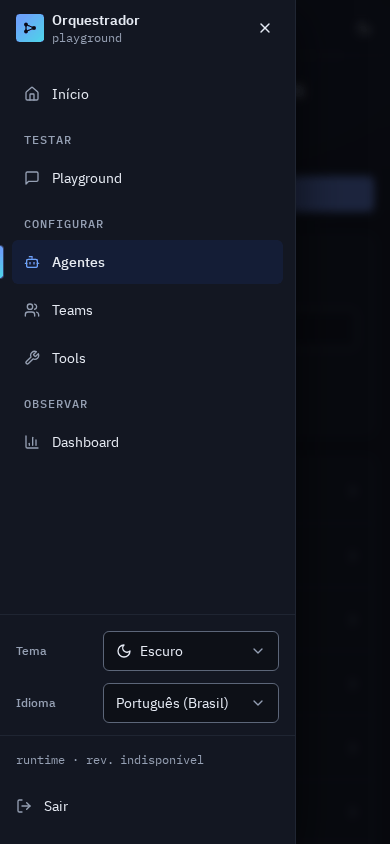 Orquestrador
playground
Início
TESTAR
Playground
CONFIGURAR
Agentes
Teams
Tools
OBSERVAR
Dashboard
Tema
Escuro
Idioma
Português (Brasil)
runtime · rev. indisponível
Sair